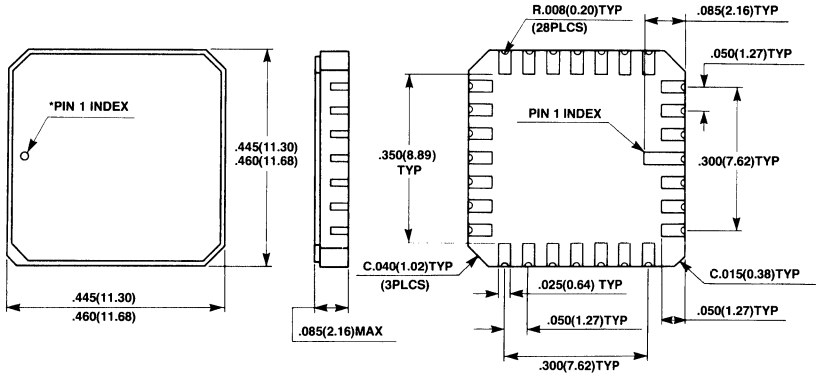 R.008(0.20)TYP
(28PLCS)
.085(2.16)TYP
.050(1.27)TYP
*PIN 1 INDEX
PIN 1 INDEX
.445(11.30)
.460(11.68)
.350(8.89)
TYP
.300(7.62)TYP
C.040(1.02)TYP
(3PLCS)
C.015(0.38)TYP
.025(0.64) TYP
.445(11.30)
.460(11.68)
.050(1.27)TYP
.050(1.27)TYP
.085(2.16)MAX
.300(7.62)TYP